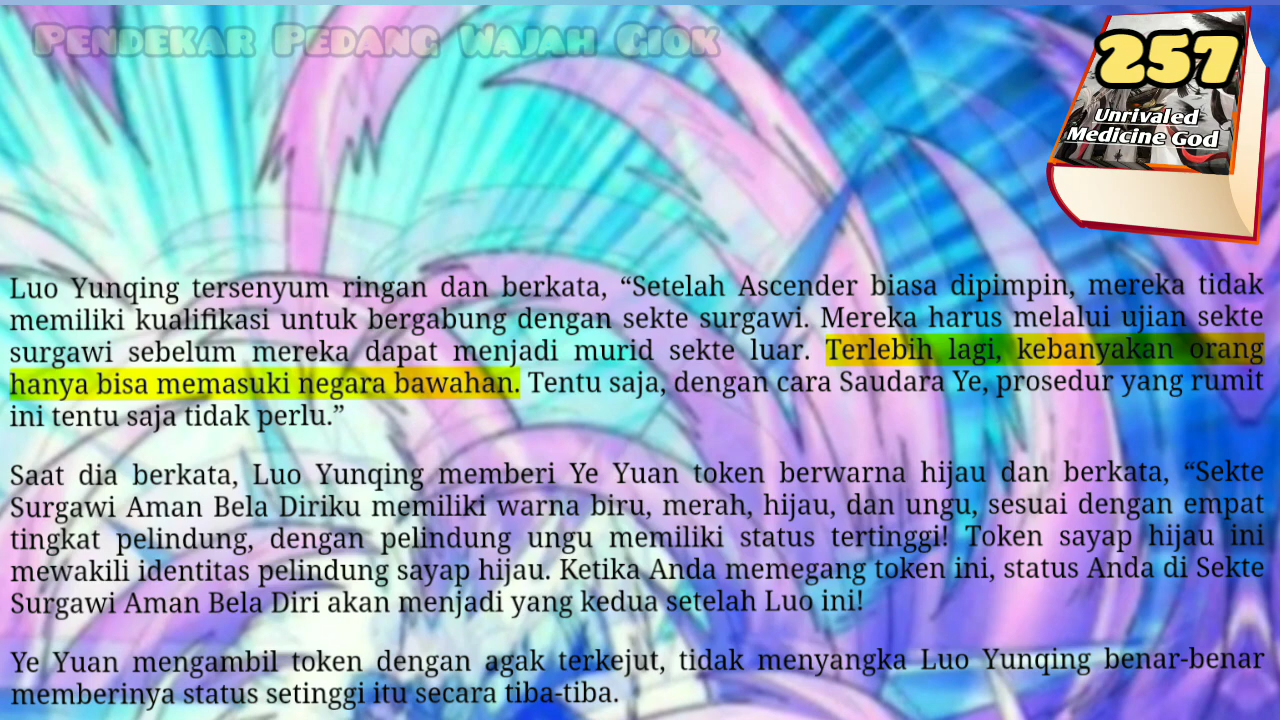 Pendekar Pedang Wajah Giok
257
Unrivaled
Medicine God
Luo Yunqing tersenyum ringan dan berkata, “Setelah Ascender biasa dipimpin, mereka tidak
memiliki kualifikasi untuk bergabung dengan sekte surgawi. Mereka harus melalui ujian sekte
surgawi sebelum mereka dapat menjadi murid sekte luar. Terlebih lagi, kebanyakan orang
hanya bisa memasuki negara bawahan. Tentu saja, dengan cara Saudara Ye, prosedur yang rumit
ini tentu saja tidak perlu.”
Saat dia berkata, Luo Yunqing memberi Ye Yuan token berwarna hijau dan berkata, “Sekte
Surgawi Aman Bela Diriku memiliki warna biru, merah, hijau, dan ungu, sesuai dengan empat
tingkat pelindung, dengan pelindung ungu memiliki status tertinggi! Token sayap hijau ini
mewakili identitas pelindung sayap hijau. Ketika Anda memegang token ini, status Anda di Sekte
Surgawi Aman Bela Diri akan menjadi yang kedua setelah Luo ini!
Ye Yuan mengambil token dengan agak terkejut, tidak menyangka Luo Yunqing benar-benar
memberinya status setinggi itu secara tiba-tiba.